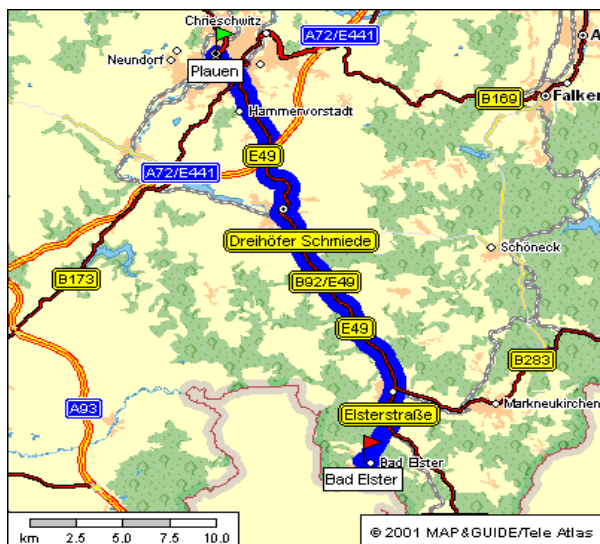 Chrieschwitz
A72/E441
A
Neundorf
Plauen
B169
Falker
Hammervorstadt
E49
A72/E441
Dreihöfer Schmiede
Schöneck
B173
B92/E49
E49
B283
A93
Elsterstraße
Markneukirchen
Bad Elster
Bad Elster
km 2.5 5.0 7.5 10.0
© 2001 MAP&GUIDE/Tele Atlas